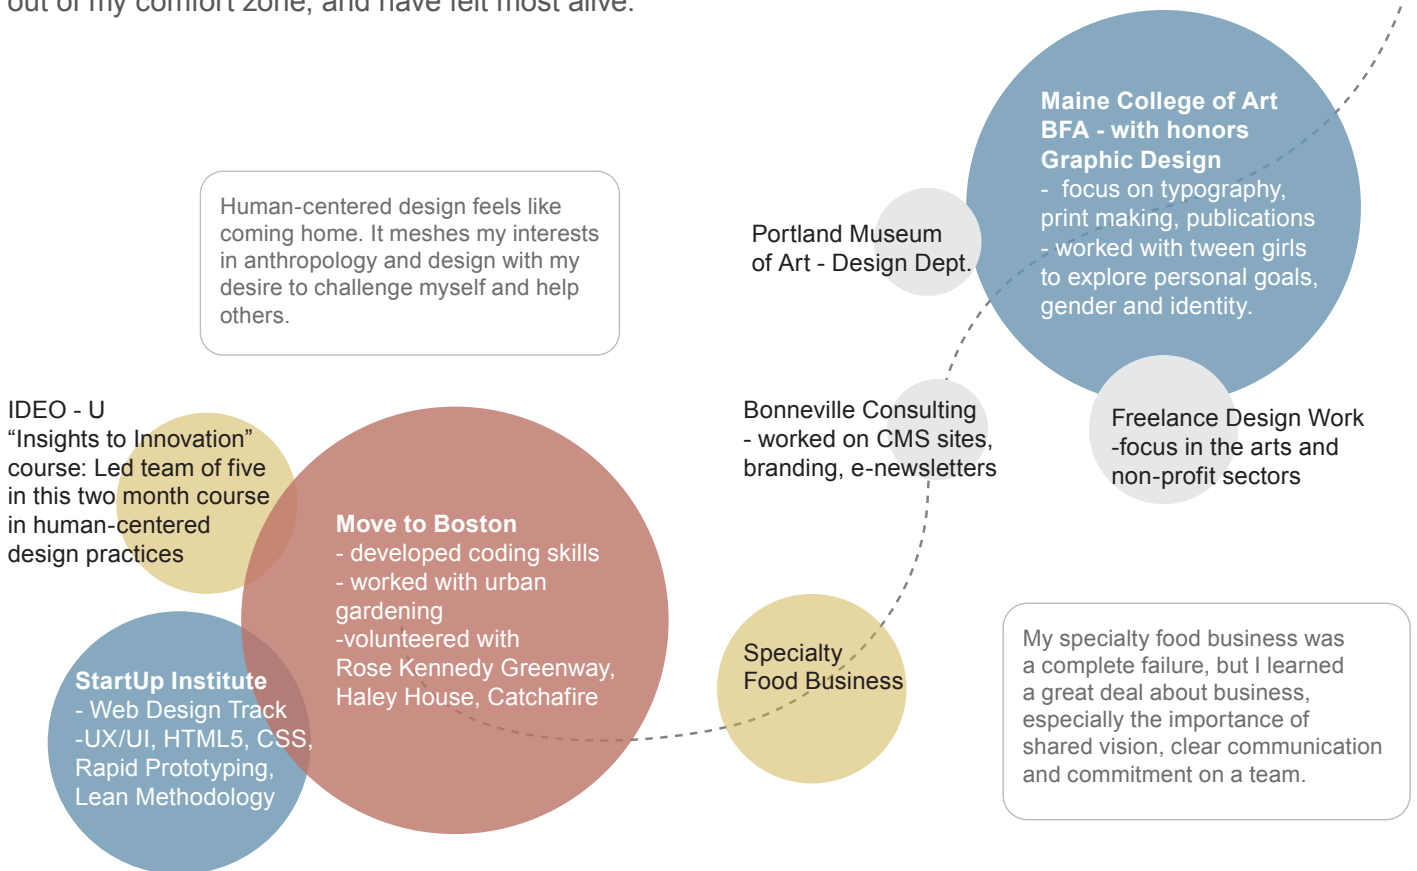 out of my comfort zone, and have felt most alive.
Maine College of Art
BFA - with honors
Graphic Design
- focus on typography,
print making, publications
- worked with tween girls
to explore personal goals,
gender and identity.
Human-centered design feels like
coming home. It meshes my interests
in anthropology and design with my
desire to challenge myself and help
others.
Portland Museum
of Art - Design Dept.
IDEO - U
“Insights to Innovation”
course: Led team of five
in this two month course
in human-centered
design practices
Bonneville Consulting
- worked on CMS sites,
branding, e-newsletters
Freelance Design Work
-focus in the arts and
non-profit sectors
Move to Boston
- developed coding skills
- worked with urban
gardening
-volunteered with
Rose Kennedy Greenway,
Haley House, Catchafire
StartUp Institute
- Web Design Track
-UX/UI, HTML5, CSS,
Rapid Prototyping,
Lean Methodology
Specialty
Food Business
My specialty food business was
a complete failure, but I learned
a great deal about business,
especially the importance of
shared vision, clear communication
and commitment on a team.